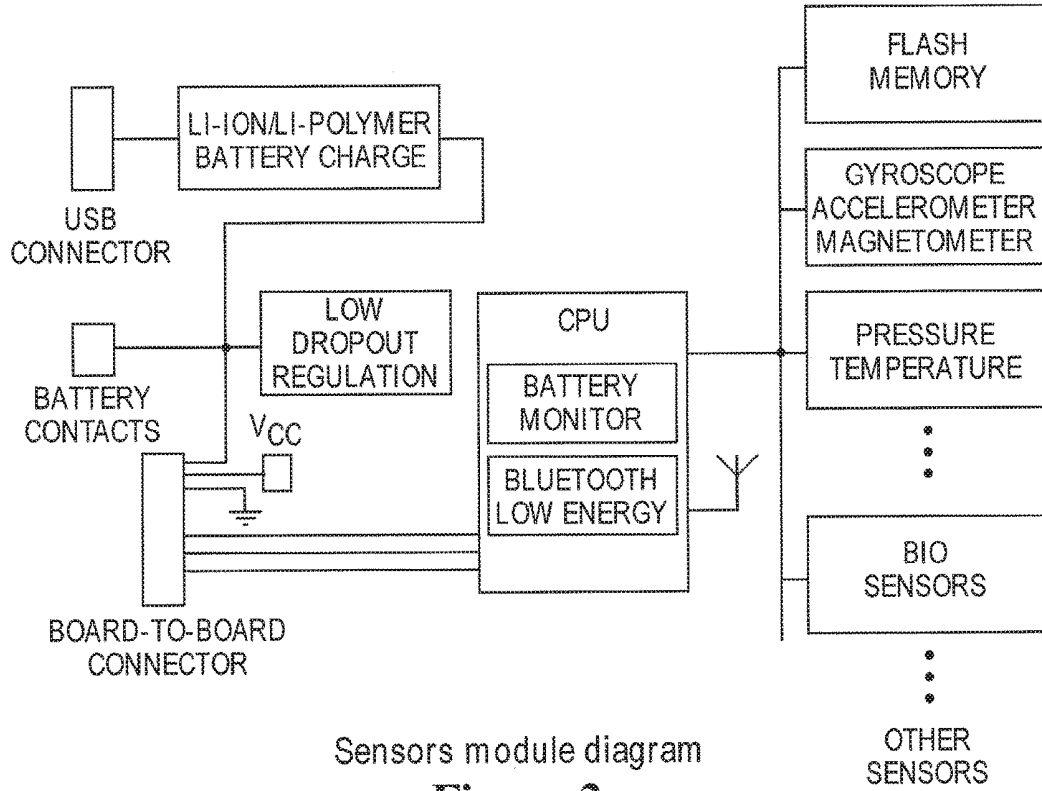 FLASH
MEMORY
LI-ION/LI-POLYMER
BATTERY CHARGE
USB
CONNECTOR
GYROSCOPE
ACCELEROMETER
MAGNETOMETER
LOW
DROPOUT
REGULATION
CPU
PRESSURE
TEMPERATURE
BATTERY
CONTACTS
BATTERY
MONITOR
VCC
BLUETOOTH
LOW ENERGY
BIO
SENSORS
BOARD-TO-BOARD
CONNECTOR
OTHER
SENSORS
Sensors module diagram